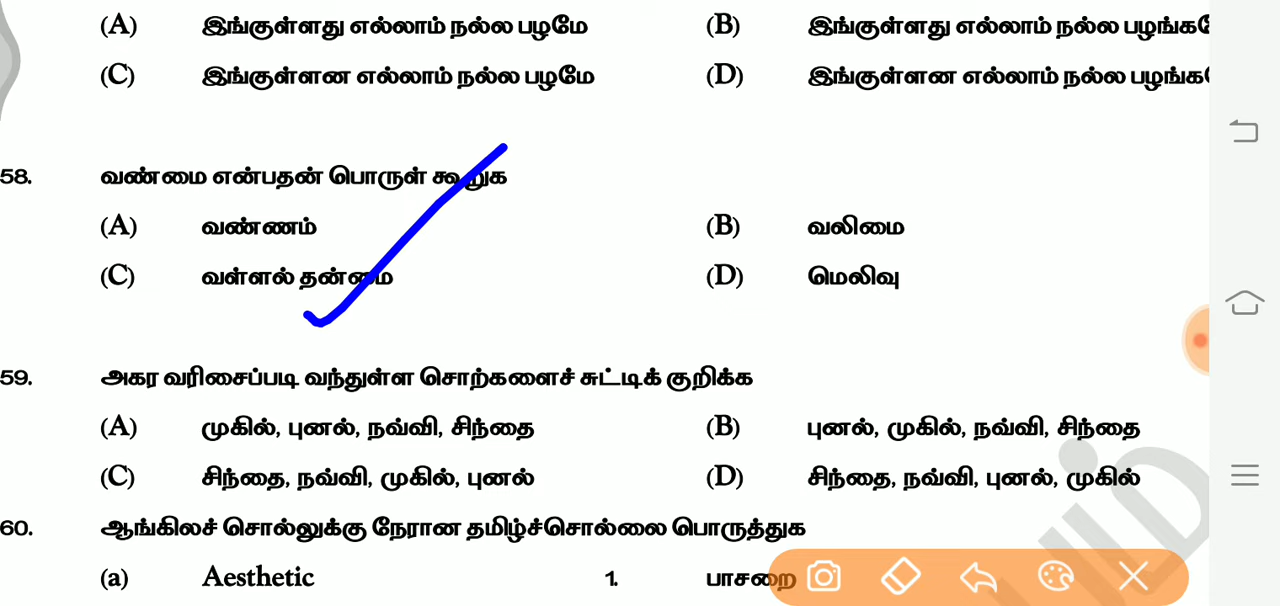 (A) இங்குள்ளது எல்லாம் நல்ல பழமே (B) இங்குள்ளது எல்லாம் நல்ல
(C) இங்குள்ளன எல்லாம் நல்ல பழமே (D) இங்குள்ளன எல்லாம் நல்ல
58. வண்மை என்பதன் பொருள் கூறுக
(A) வண்ணம் (B) வலிமை
(C) வள்ளல் தன்மை (D) மெலிவு
59. அகர வரிசைப்படி வந்துள்ள சொற்களைச் சுட்டிக் குறிக்க
(A) முகில், புனல், நவ்வி, சிந்தை (B) புனல், முகில், நவ்வி, சிந்தை
(C) சிந்தை, நவ்வி, முகில், புனல் (D) சிந்தை, நவ்வி, புனல், முகில்
60. ஆங்கிலச் சொல்லுக்கு நேரான தமிழ்ச்சொல்லை பொருத்துக
(a) Aesthetic 1. பாசறை